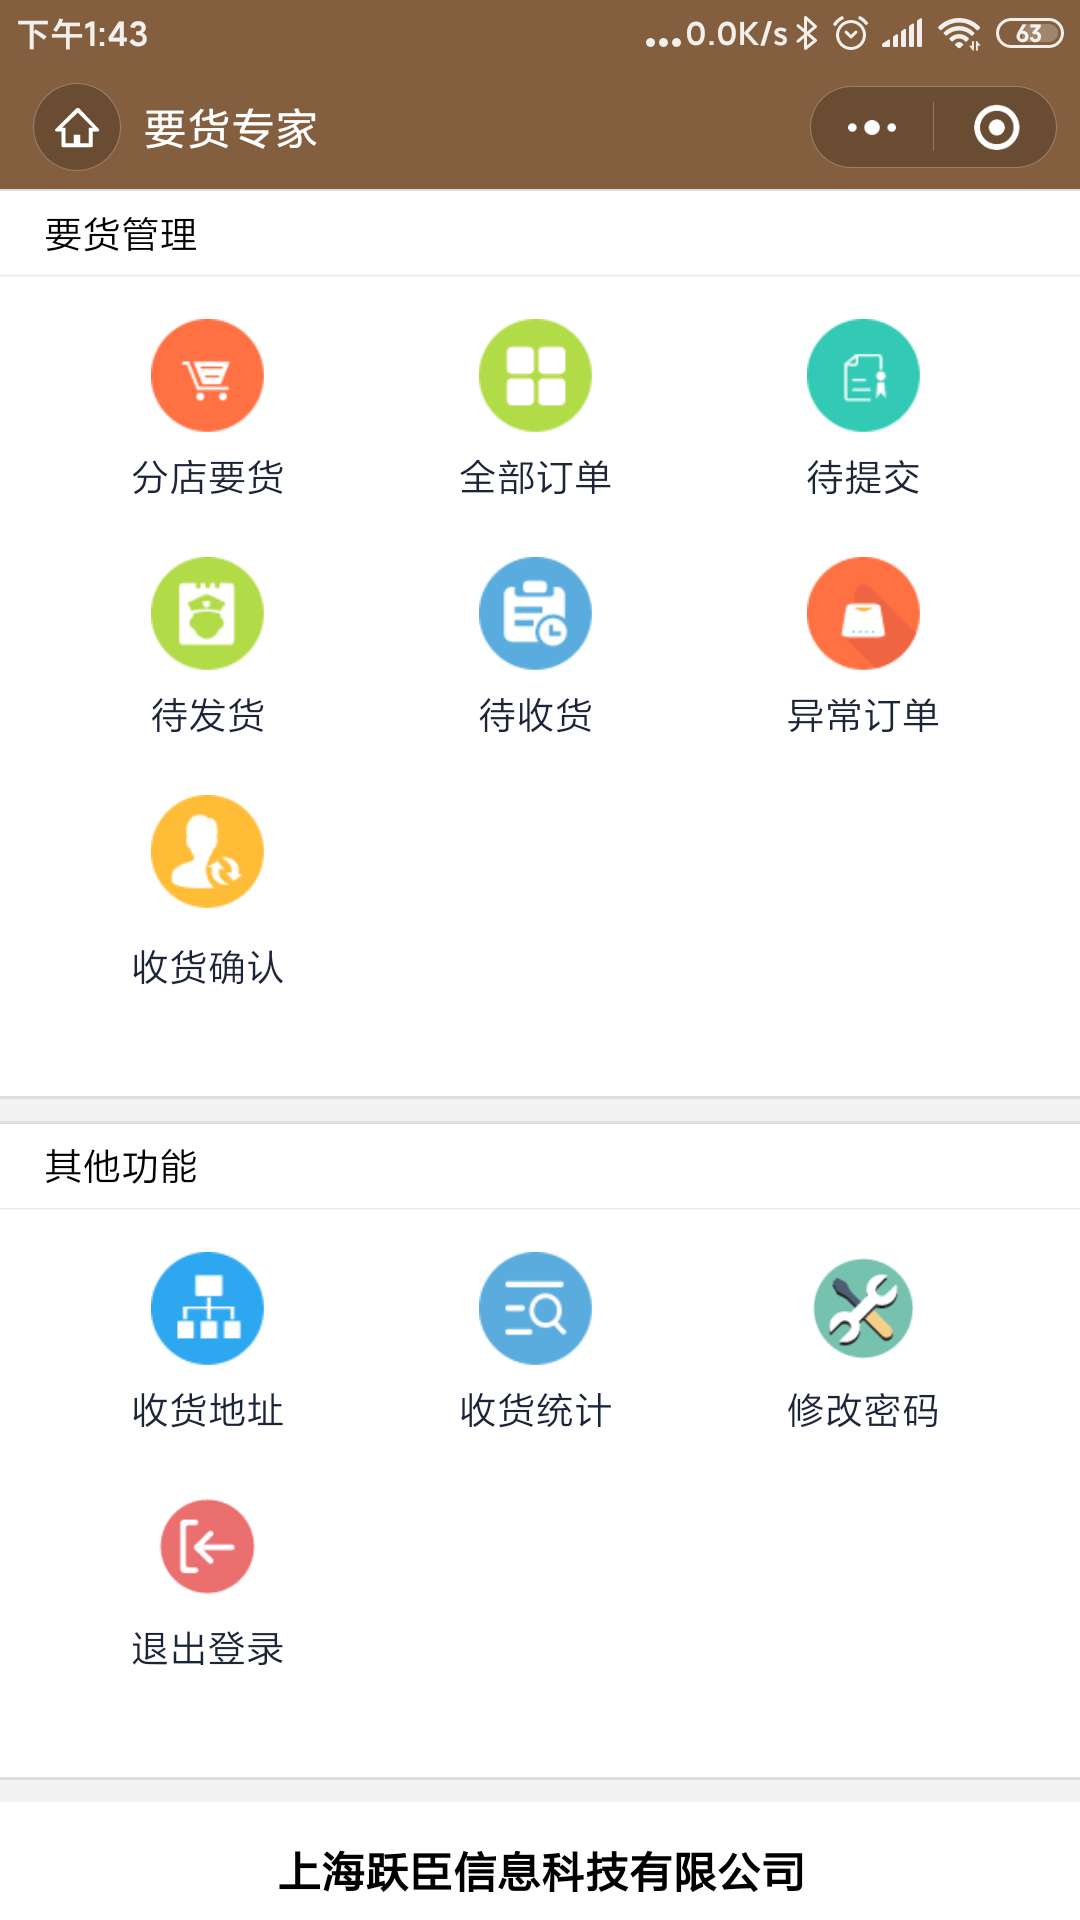 下午1:43
...0.0K/s
63
要货专家
要货管理
分店要货 全部订单 待提交
待发货 待收货 异常订单
收货确认
其他功能
收货地址 收货统计 修改密码
退出登录
上海跃臣信息科技有限公司